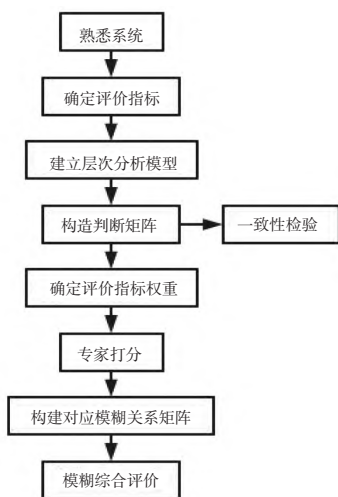 熟悉系统
确定评价指标
建立层次分析模型
构造判断矩阵
一致性检验
确定评价指标权重
专家打分
构建对应模糊关系矩阵
模糊综合评价